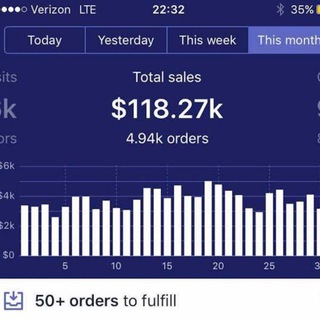 Verizon LTE 22:32 35%
Today Yesterday This week This month
Total sales
$118.27k
4.94k orders
$6k
$4k
$2k
$0
5 10 15 20 25
50+ orders to fulfill